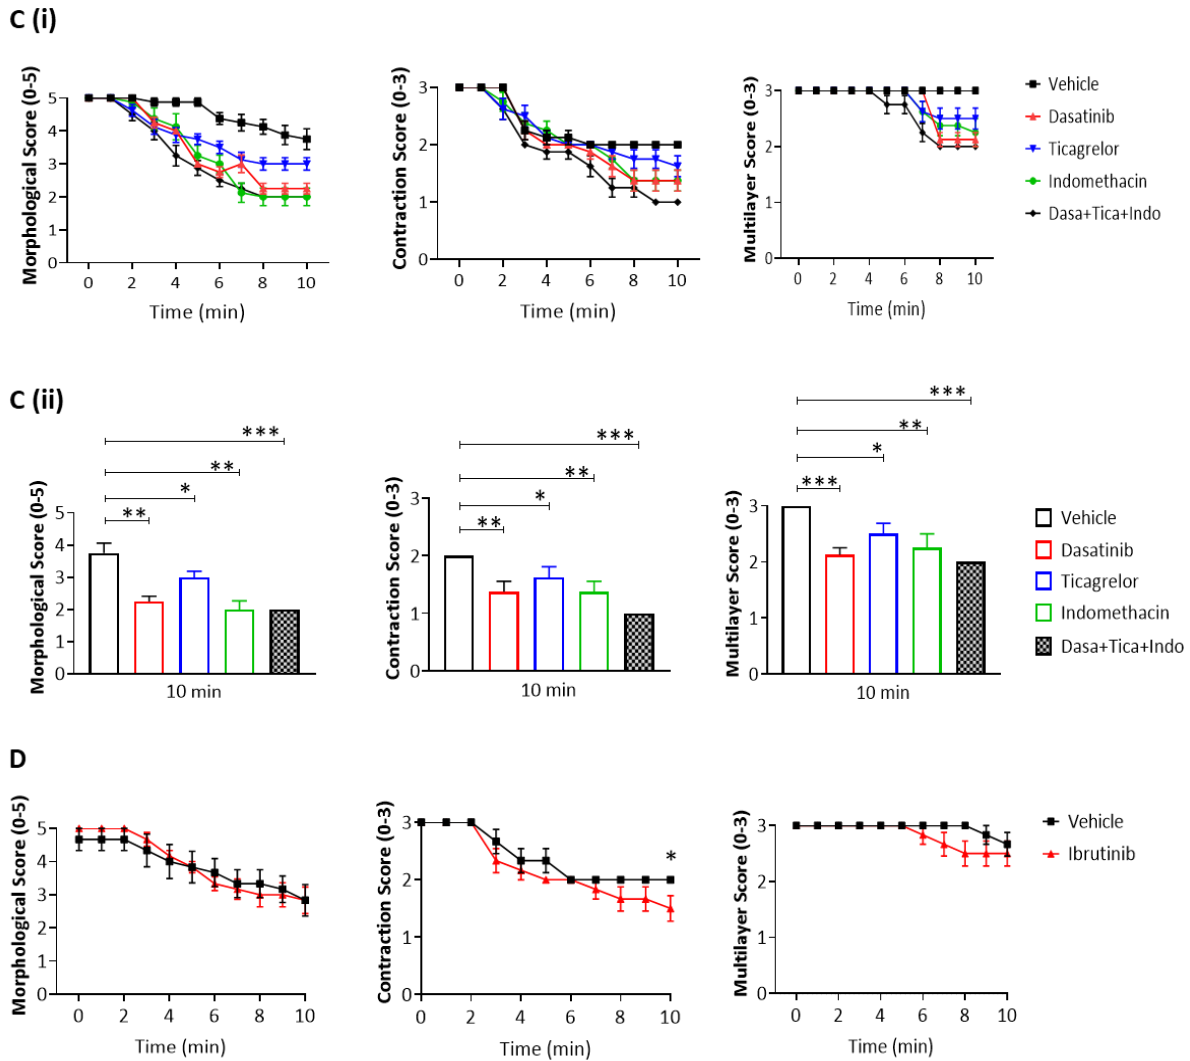 C (i)
Morphological Score (0-5)
5
4
3
2
1
0
0 2 4 6 8 10
Time (min)
Contraction Score (0-3)
3
2
1
0
0 2 4 6 8 10
Time (min)
Multilayer Score (0-3)
3
2
1
0
0 2 4 6 8 10
Time (min)
Vehicle
Dasatinib
Ticagrelor
Indomethacin
Dasa+Tica+Indo
C (ii)
Morphological Score (0-5)
5
4
3
2
1
0
***
**
*
**
10 min
Contraction Score (0-3)
3
2
1
0
***
**
*
**
10 min
Multilayer Score (0-3)
3
2
1
0
***
**
*
***
10 min
Vehicle
Dasatinib
Ticagrelor
Indomethacin
Dasa+Tica+Indo
D
Morphological Score (0-5)
5
4
3
2
1
0
0 2 4 6 8 10
Time (min)
Contraction Score (0-3)
3
2
1
0
*
0 2 4 6 8 10
Time (min)
Multilayer Score (0-3)
3
2
1
0
0 2 4 6 8 10
Time (min)
Vehicle
Ibrutinib